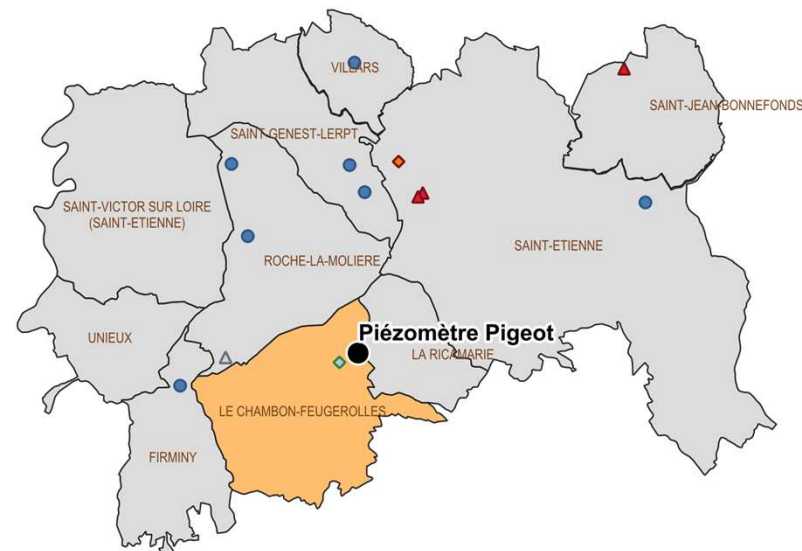 VILLARS
SAINT-JEAN-BONNEFONDS
SAINT-GENEST-LERPT
SAINT-VICTOR SUR LOIRE
(SAINT-ETIENNE)
SAINT-ETIENNE
ROCHE-LA-MOLIERE
UNIEUX
Piézomètre Pigeot
LA RICAMARIE
LE CHAMBON-FEUGEROLLES
FIRMINY